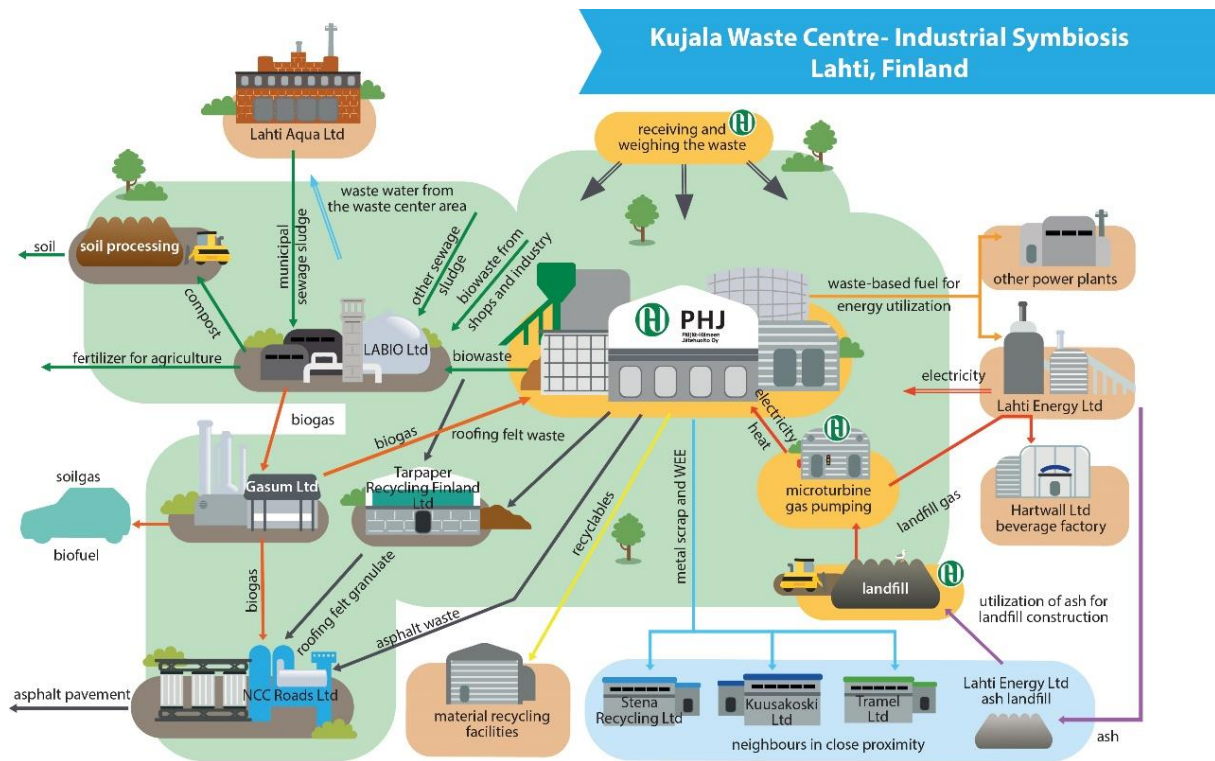 Kujala Waste Centre- Industrial Symbiosis
Lahti, Finland
Lahti Aqua Ltd
receiving and
weighing the waste
waste water from
the waste center area
soil
soil processing
municipal
sewage sludge
other sewage
sludge
biowaste from
shops and industry
compost
LABIO Ltd
fertilizer for agriculture
biowaste
PHJ
Päijät-Hämeen
Jätehuolto Oy
waste-based fuel for
energy utilization
other power plants
electricity
Lahti Energy Ltd
biogas
biogas
roofing felt waste
electricity
heat
soilgas
Gasum Ltd
Tarpaper
Recycling Finland
Ltd
microturbine
gas pumping
landfill gas
Hartwall Ltd
beverage factory
biofuel
recyclables
metal scrap and WEE
landfill
biogas
roofing felt granulate
asphalt waste
utilization of ash for
landfill construction
asphalt pavement
NCC Roads Ltd
material recycling
facilities
Stena
Recycling Ltd
Kuusakoski
Ltd
Tramel
Ltd
Lahti Energy Ltd
ash landfill
neighbours in close proximity
ash